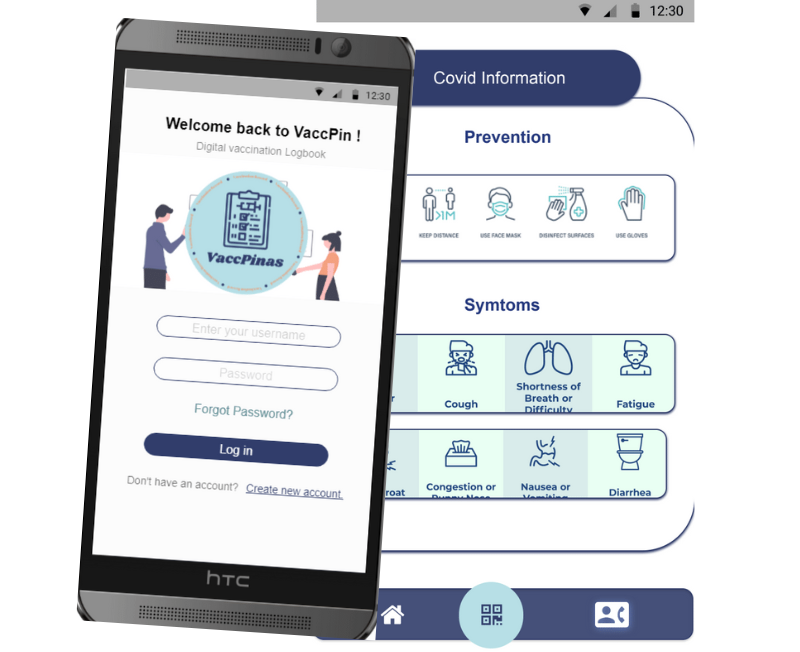 12:30
Welcome back to VaccPin !
Digital vaccination Logbook
VaccPinas
Enter your username
Password
Forgot Password?
Log in
Don't have an account? Create new account.
hTC
12:30
Covid Information
Prevention
>1M
KEEP DISTANCE
USE FACE MASK
DISINFECT SURFACES
USE GLOVES
Symtoms
Cough
Shortness of
Breath or
Difficulty
Fatigue
Congestion or
Runny Nose
Nausea or
Vomiting
Diarrhea